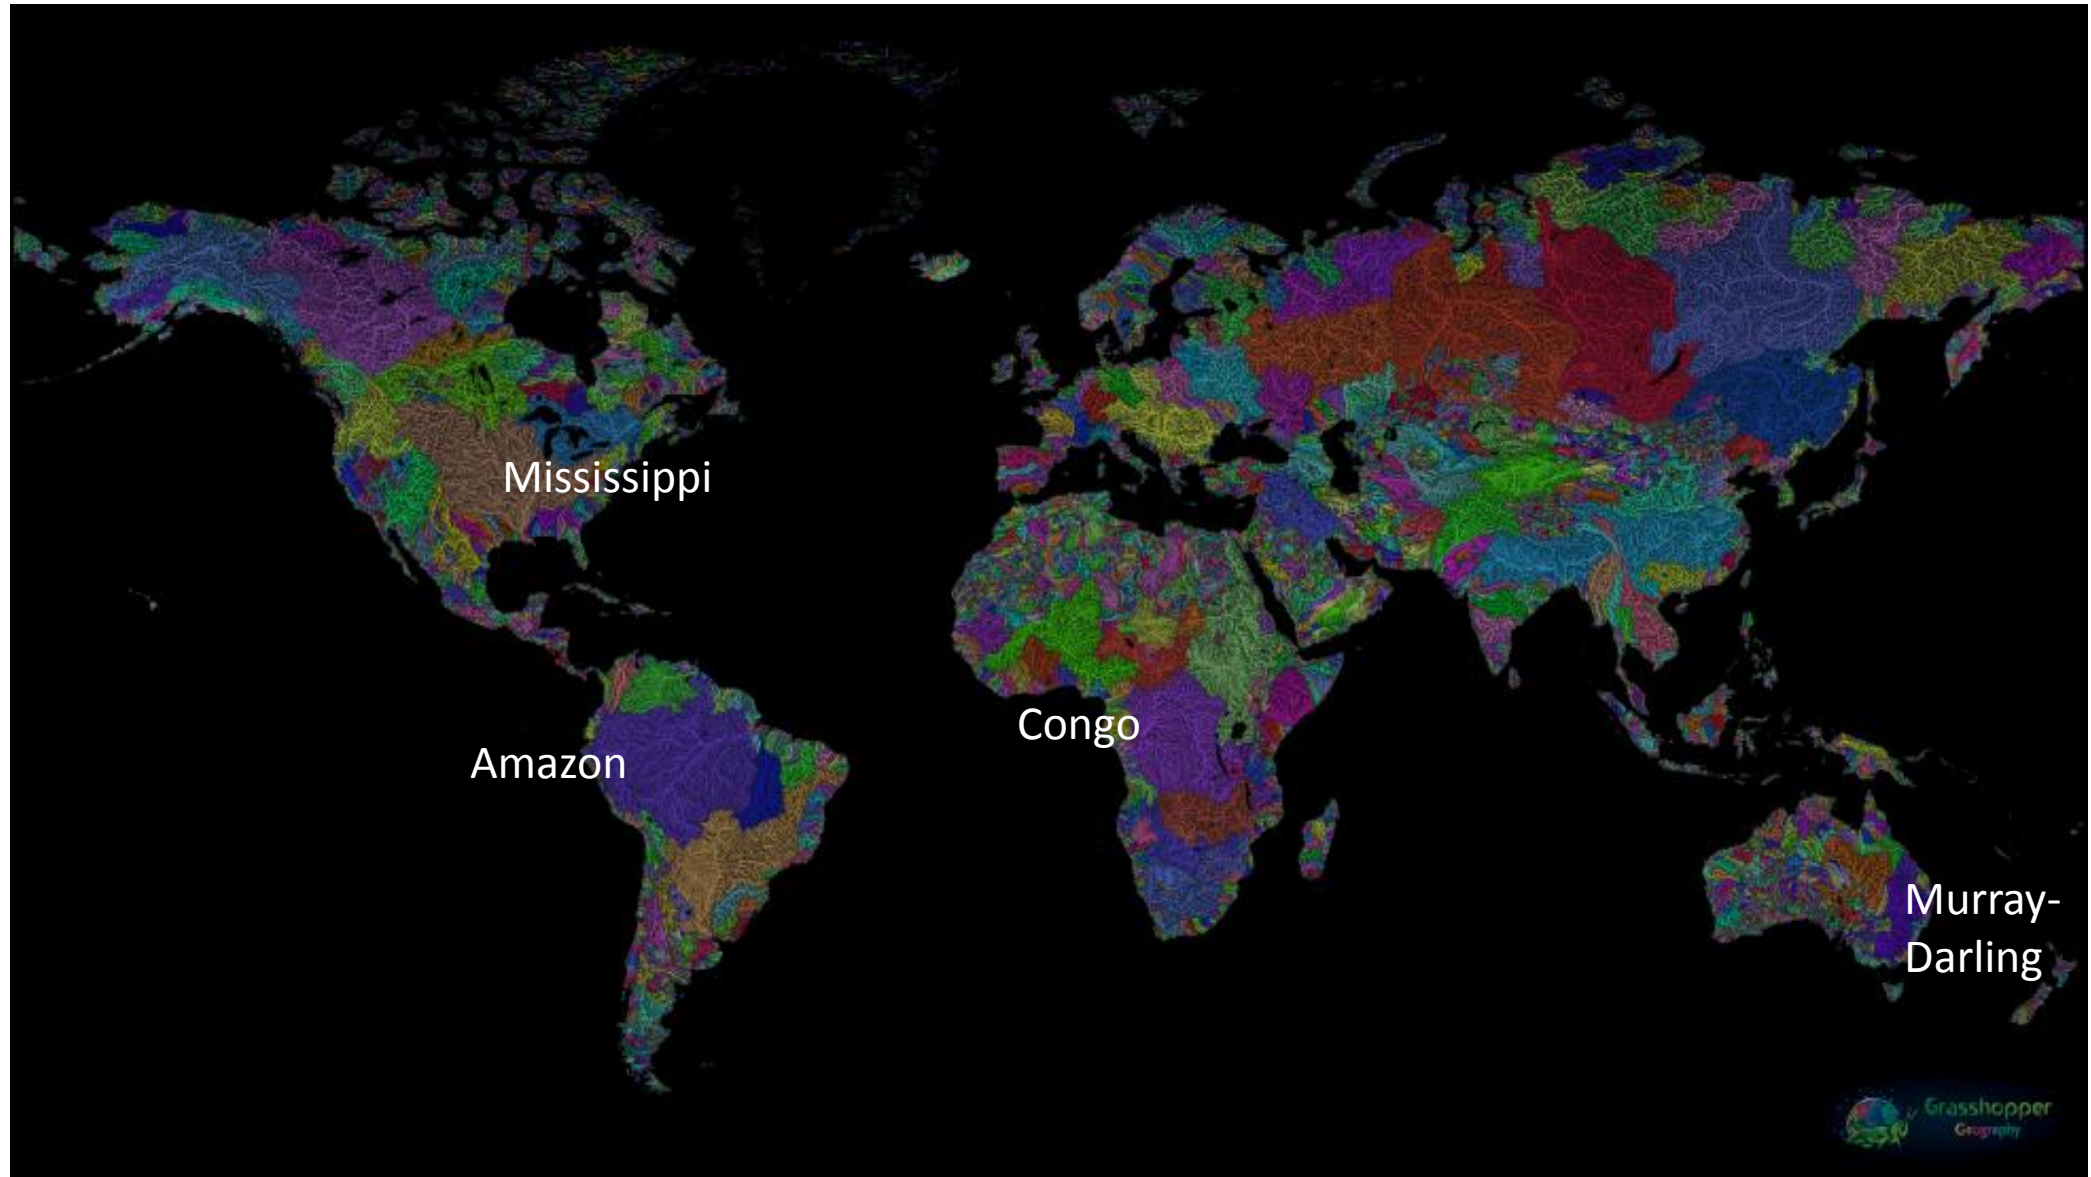 Mississippi
Congo
Amazon
Murray-
Darling
Grasshopper
Geography